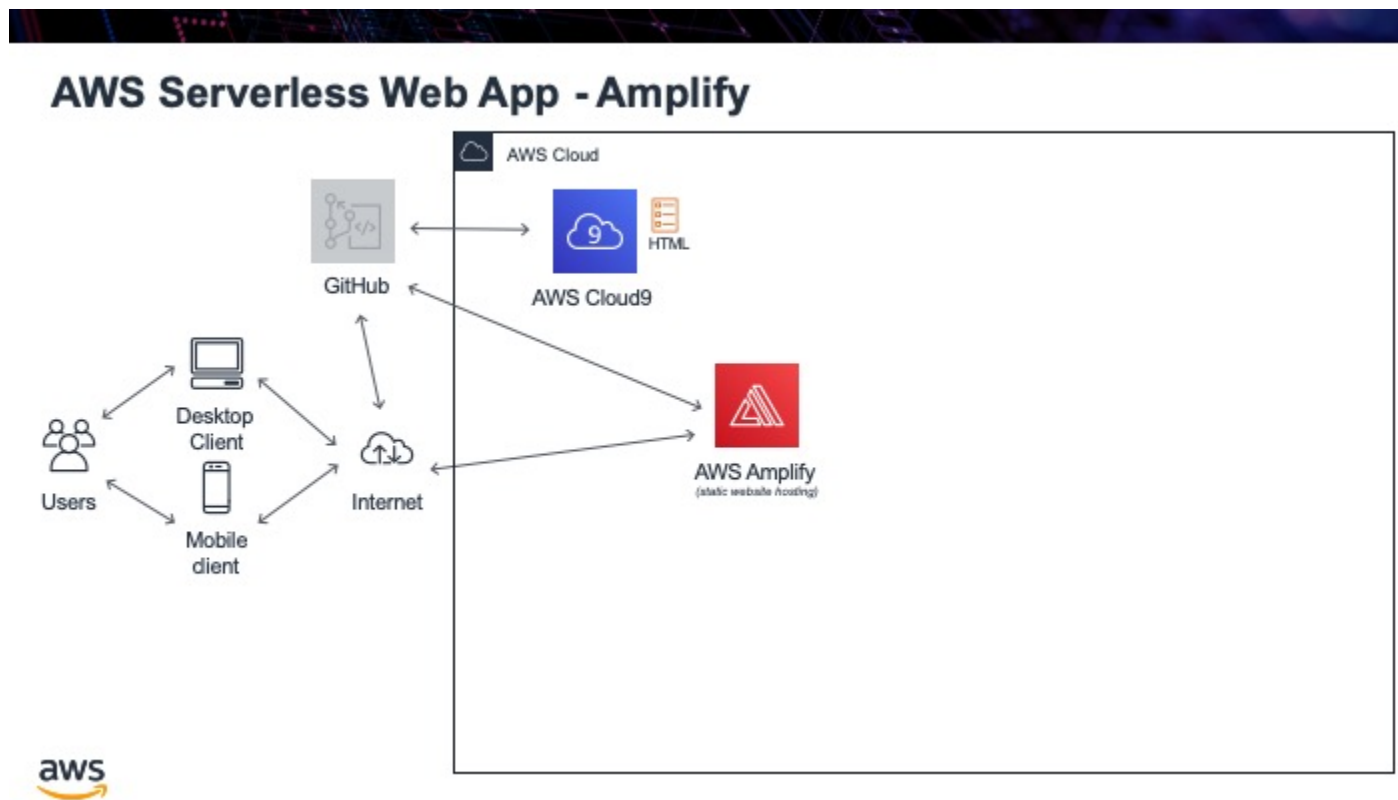 AWS Serverless Web App - Amplify
AWS Cloud
9
HTML
GitHub
</>
AWS Cloud9
Desktop
Client
Users
Internet
Mobile
client
AWS Amplify
(static website hosting)
aws